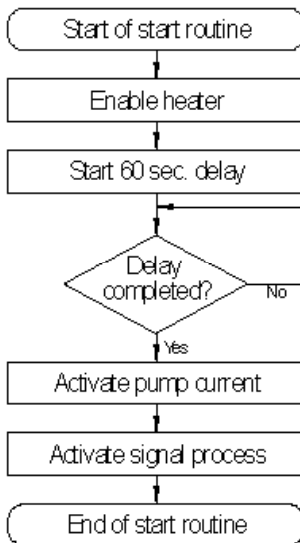 Start of start routine
Enable heater
Start 60 sec. delay
Delay
completed?
No
Yes
Activate pump current
Activate signal process
End of start routine